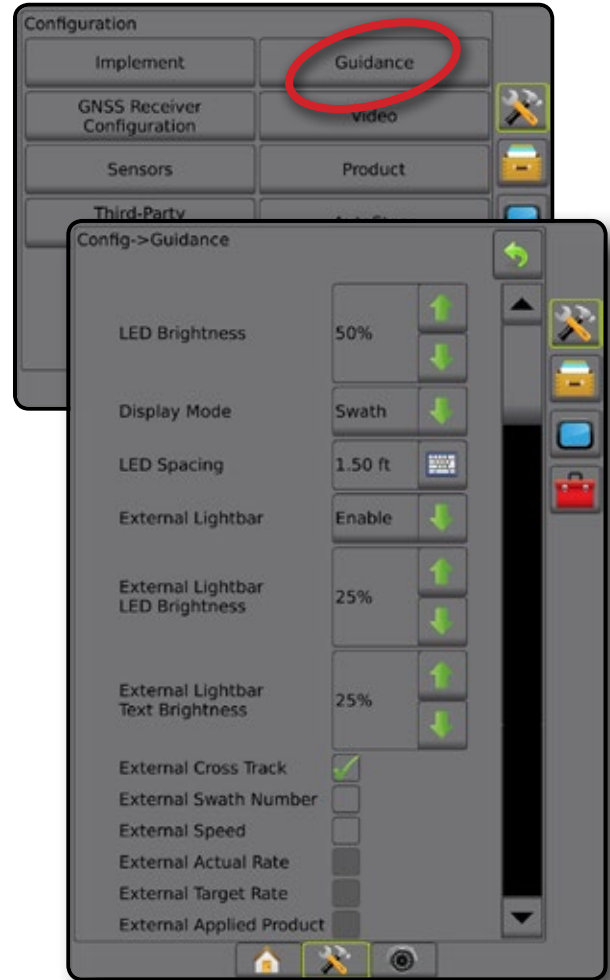 Configuration
Implement
Guidance
GNSS Receiver
Configuration
Video
Sensors
Product
Third-Party
Config->Guidance
LED Brightness
50%
Display Mode
Swath
LED Spacing
1.50 ft
External Lightbar
Enable
External Lightbar
LED Brightness
25%
External Lightbar
Text Brightness
25%
External Cross Track
External Swath Number
External Speed
External Actual Rate
External Target Rate
External Applied Product